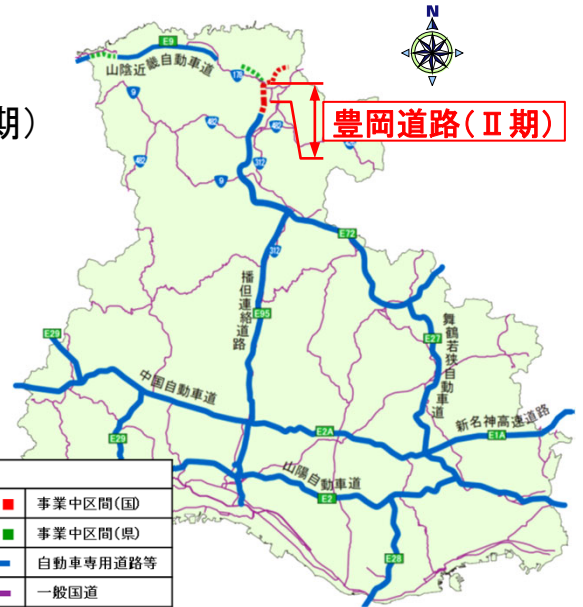 N
E9
山陰近畿自動車道
178
9
期）
豊岡道路（Ⅱ期）
482
482
482
312
9
E72
312
播但連絡道路
E95
E29
舞鶴若狭自動車道
E27
中国自動車道
新名神高速道路
E1A
E29
E2A
山陽自動車道
E2
E28
事業中区間(国)
事業中区間(県)
自動車専用道路等
一般国道